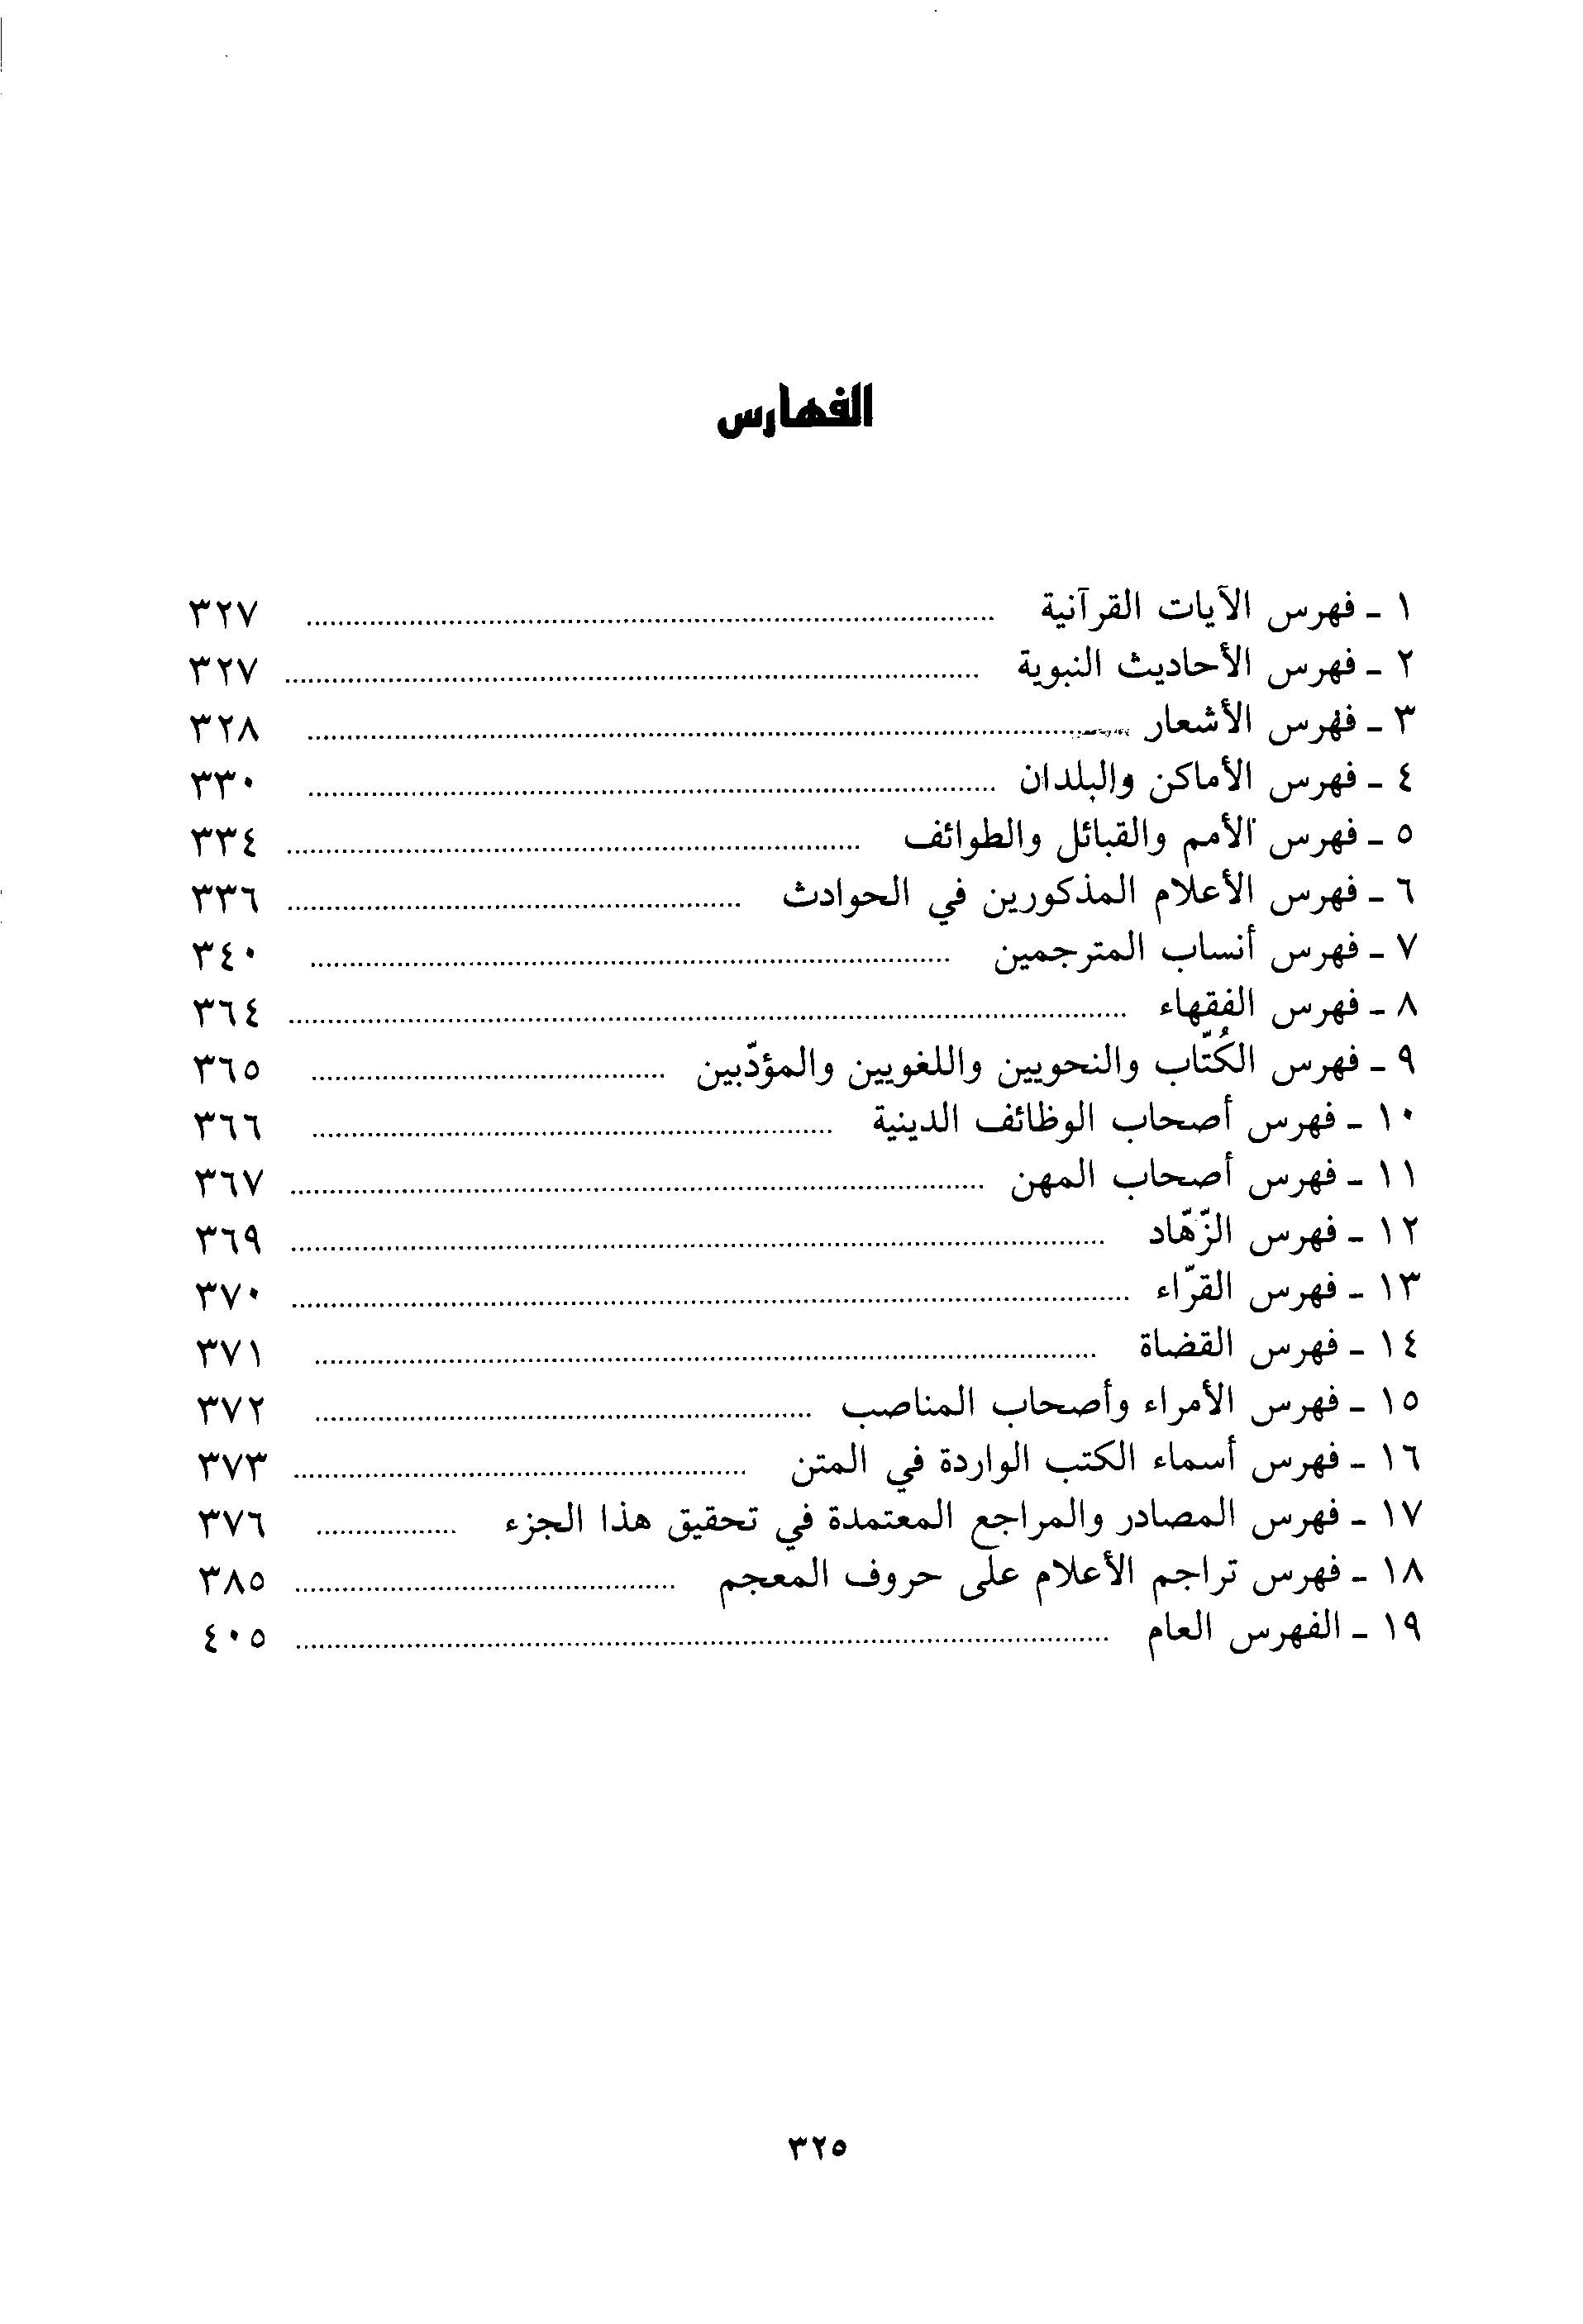 الفهارس
١ - فهرس الآيات القرآنية ........ ٣٢٧
٢ - فهرس الأحاديث النبوية ........ ٣٢٧
٣ - فهرس الأشعار ........ ٣٢٨
٤ - فهرس الأماكن والبلدان ........ ٣٣٠
٥ - فهرس الأمم والقبائل والطوائف ........ ٣٣٤
٦ - فهرس الأعلام المذكورين في الحوادث ........ ٣٣٦
٧ - فهرس أنساب المترجمين ........ ٣٤٠
٨ - فهرس الفقهاء ........ ٣٦٤
٩ - فهرس الكُتّاب والنحويين واللغويين والمؤدّبين ........ ٣٦٥
١٠ - فهرس أصحاب الوظائف الدينية ........ ٣٦٦
١١ - فهرس أصحاب المهن ........ ٣٦٧
١٢ - فهرس الزّهّاد ........ ٣٦٩
١٣ - فهرس القرّاء ........ ٣٧٠
١٤ - فهرس القضاة ........ ٣٧١
١٥ - فهرس الأمراء وأصحاب المناصب ........ ٣٧٢
١٦ - فهرس أسماء الكتب الواردة في المتن ........ ٣٧٣
١٧ - فهرس المصادر والمراجع المعتمدة في تحقيق هذا الجزء ........ ٣٧٦
١٨ - فهرس تراجم الأعلام على حروف المعجم ........ ٣٨٥
١٩ - الفهرس العام ........ ٤٠٥
٣٢٥